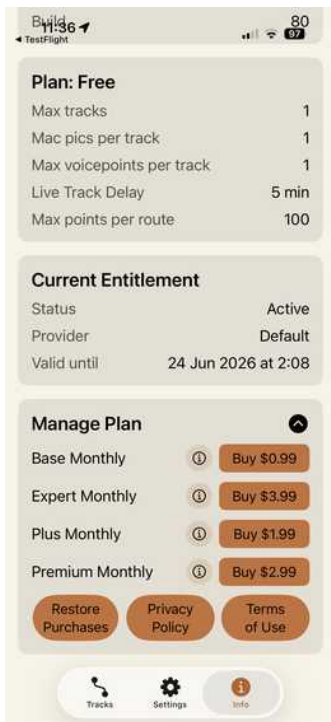 Build 80
11:36 97
◀ TestFlight
Plan: Free
Max tracks 1
Mac pics per track 1
Max voicepoints per track 1
Live Track Delay 5 min
Max points per route 100
Current Entitlement
Status Active
Provider Default
Valid until 24 Jun 2026 at 2:08
Manage Plan
Base Monthly Buy $0.99
Expert Monthly Buy $3.99
Plus Monthly Buy $1.99
Premium Monthly Buy $2.99
Restore Purchases
Privacy Policy
Terms of Use
Tracks Settings Info